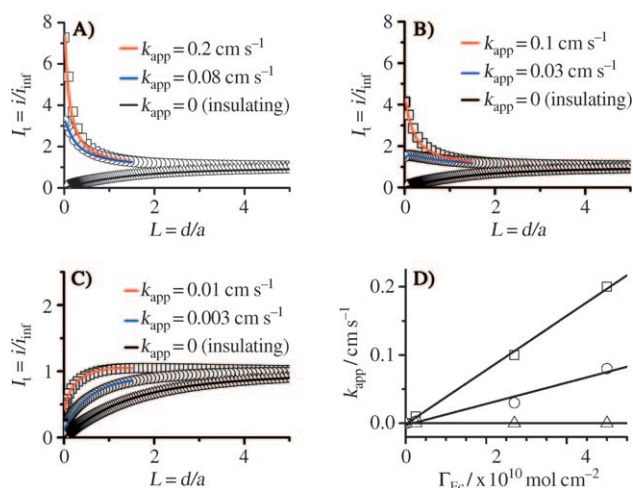 A)
k_app = 0.2 cm s⁻¹
k_app = 0.08 cm s⁻¹
k_app = 0 (insulating)
I_t = i/i_inf
8
6
4
2
0
0 2 4
L = d/a
B)
k_app = 0.1 cm s⁻¹
k_app = 0.03 cm s⁻¹
k_app = 0 (insulating)
I_t = i/i_inf
8
6
4
2
0
0 2 4
L = d/a
C)
k_app = 0.01 cm s⁻¹
k_app = 0.003 cm s⁻¹
k_app = 0 (insulating)
I_t = i/i_inf
2
1
0
0 2 4
L = d/a
D)
k_app / cm s⁻¹
0.2
0.1
0.0
0 2 4
Γ_Fc / x 10¹⁰ mol cm⁻²